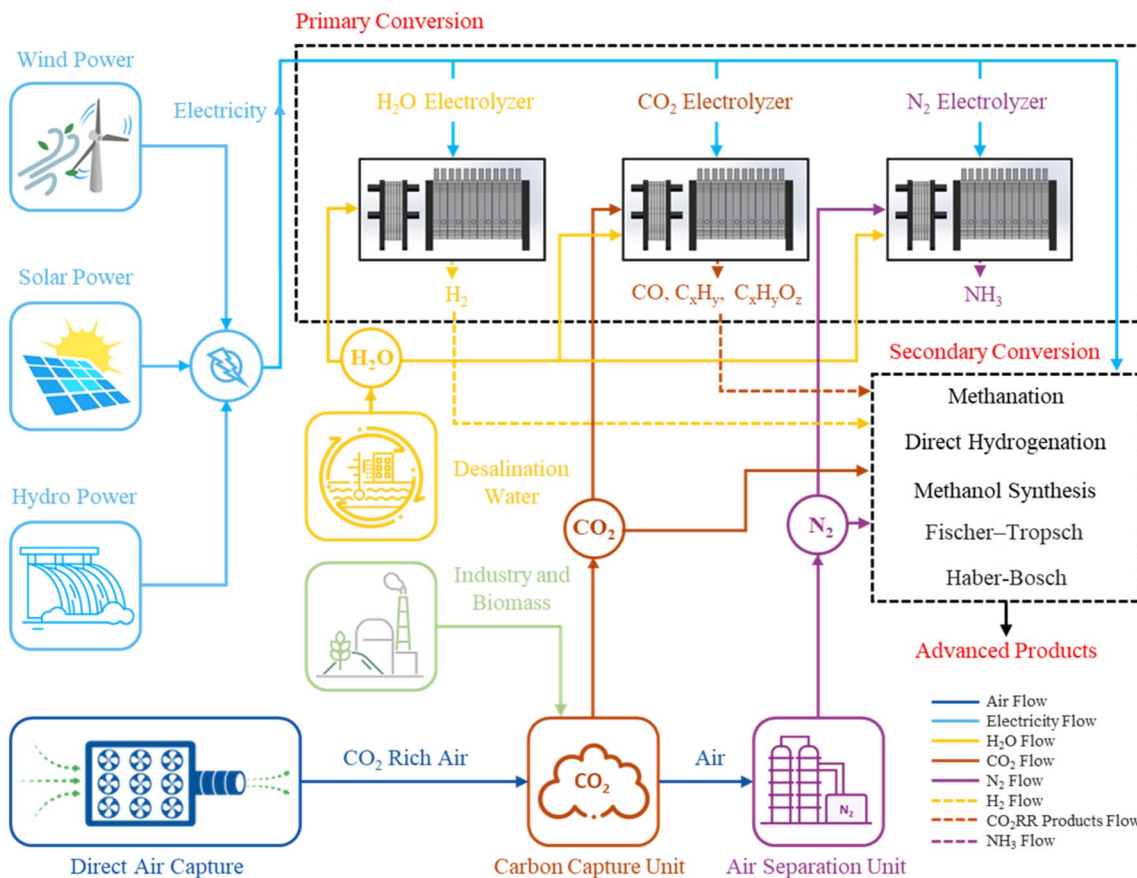 Primary Conversion
Wind Power
Electricity
H₂O Electrolyzer
CO₂ Electrolyzer
N₂ Electrolyzer
Solar Power
H₂
CO, CₓHᵧ, CₓHᵧO_z
NH₃
H₂O
Secondary Conversion
Methanation
Direct Hydrogenation
Methanol Synthesis
Fischer–Tropsch
Haber-Bosch
Desalination
Water
Hydro Power
CO₂
N₂
Industry and
Biomass
Advanced Products
Air Flow
Electricity Flow
H₂O Flow
CO₂ Flow
N₂ Flow
H₂ Flow
CO₂RR Products Flow
NH₃ Flow
CO₂ Rich Air
CO₂
Air
N₂
Direct Air Capture
Carbon Capture Unit
Air Separation Unit